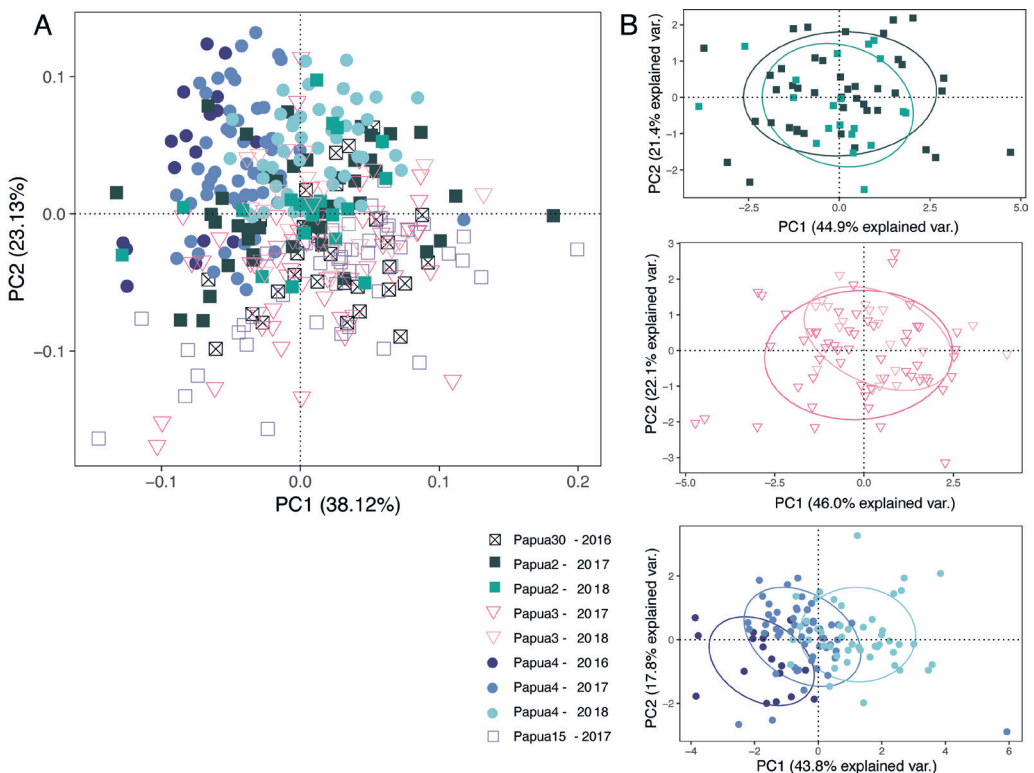 A
0.1
0.0
−0.1
PC2 (23.13%)
−0.1
0.0
0.1
0.2
PC1 (38.12%)
Papua30 - 2016
Papua2 - 2017
Papua2 - 2018
Papua3 - 2017
Papua3 - 2018
Papua4 - 2016
Papua4 - 2017
Papua4 - 2018
Papua15 - 2017
B
2
1
0
−1
−2
PC2 (21.4% explained var.)
−2.5
0.0
2.5
5.0
PC1 (44.9% explained var.)
3
2
1
0
−1
−2
−3
PC2 (22.1% explained var.)
−5.0
−2.5
0.0
2.5
PC1 (46.0% explained var.)
2
0
−2
PC2 (17.8% explained var.)
−4
−2
0
2
4
6
PC1 (43.8% explained var.)